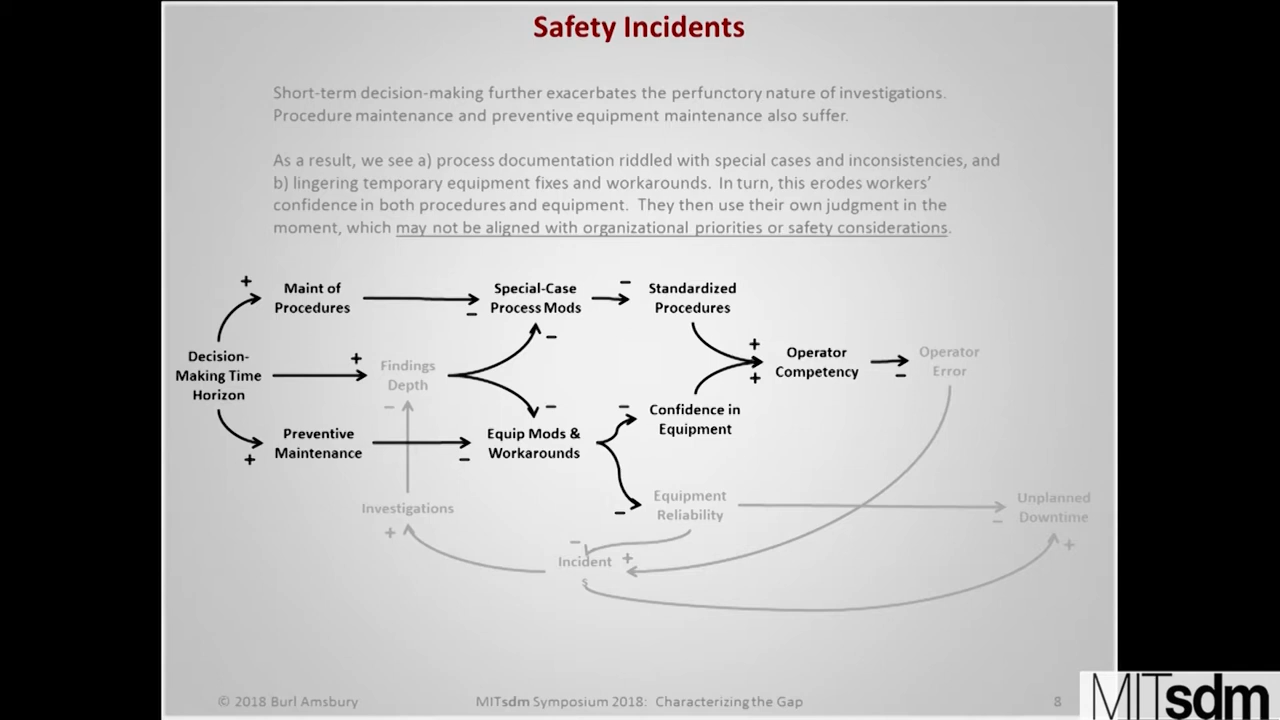 Safety Incidents
Short-term decision-making further exacerbates the perfunctory nature of investigations.
Procedure maintenance and preventive equipment maintenance also suffer.
As a result, we see a) process documentation riddled with special cases and inconsistencies, and
b) lingering temporary equipment fixes and workarounds. In turn, this erodes workers’
confidence in both procedures and equipment. They then use their own judgment in the
moment, which may not be aligned with organizational priorities or safety considerations.
+
Maint of
Procedures
−
Special-Case
Process Mods
−
Standardized
Procedures
−
Decision-
Making Time
Horizon
+
Findings
Depth
−
+
+
Operator
Competency
−
Operator
Error
−
−
Confidence in
Equipment
+
Preventive
Maintenance
−
Equip Mods &
Workarounds
Investigations
+
−
Equipment
Reliability
−
Unplanned
Downtime
+
−
Incident
s
+
© 2018 Burl Amsbury
MITsdm Symposium 2018: Characterizing the Gap
8
MITsdm